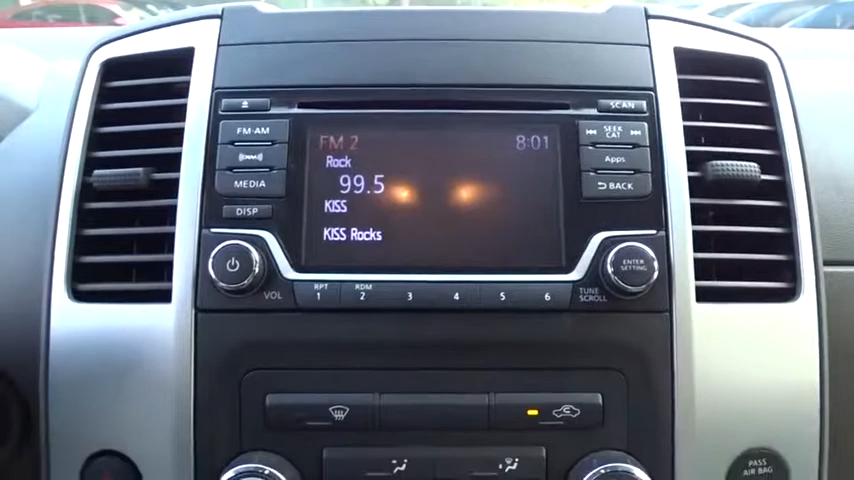 SCAN
FM·AM
SEEK
CAT
FM 2
8:01
Rock
(SXM)
Apps
99.5
MEDIA
BACK
KISS
DISP
KISS Rocks
ENTER
SETTING
VOL
RPT
1
RDM
2
3
4
5
6
TUNE
SCROLL
PASS
AIR BAG